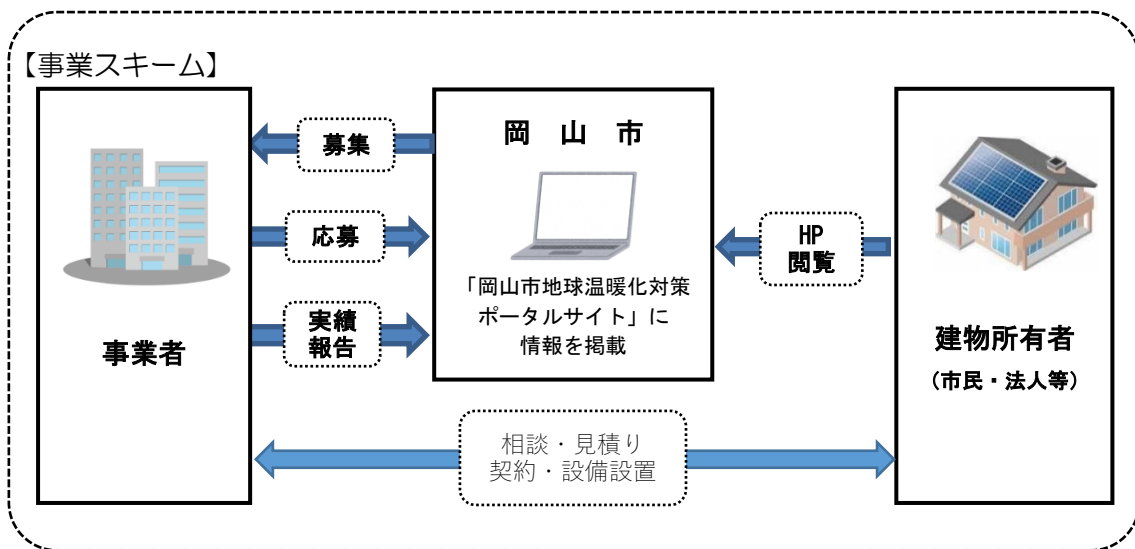 【事業スキーム】
事業者
募集
応募
実績
報告
岡 山 市
「岡山市地球温暖化対策
ポータルサイト」に
情報を掲載
HP
閲覧
建物所有者
（市民・法人等）
相談・見積り
契約・設備設置